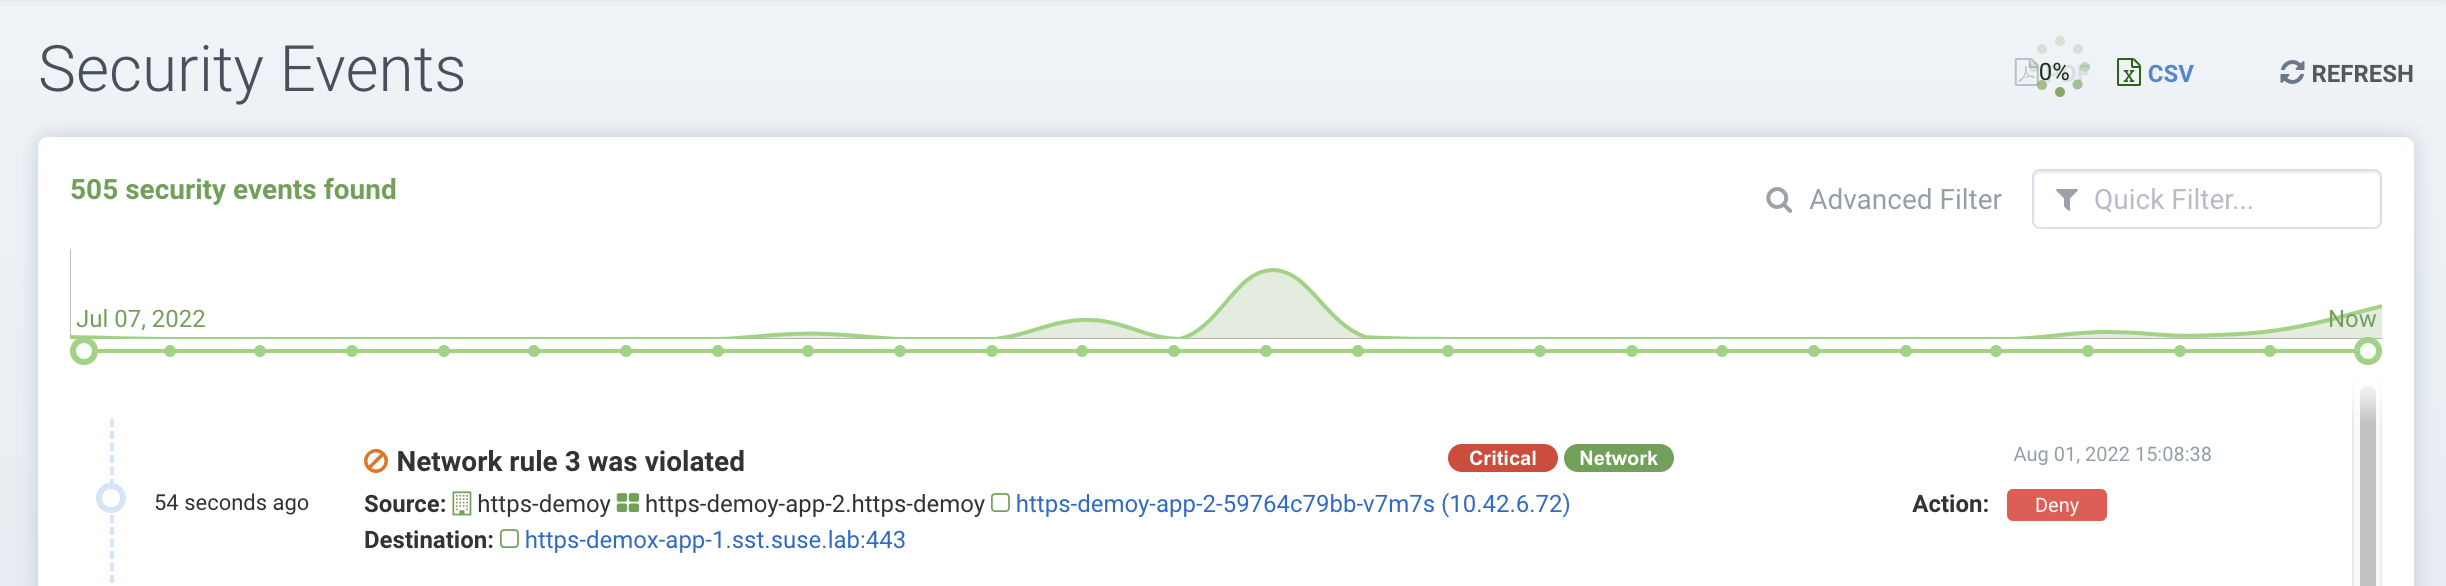 Security Events
0%
CSV
REFRESH
505 security events found
Advanced Filter
Quick Filter...
Jul 07, 2022
Now
Network rule 3 was violated
Critical
Network
Aug 01, 2022 15:08:38
54 seconds ago
Source: https-demoy https-demoy-app-2.https-demoy https-demoy-app-2-59764c79bb-v7m7s (10.42.6.72)
Action: Deny
Destination: https-demox-app-1.sst.suse.lab:443